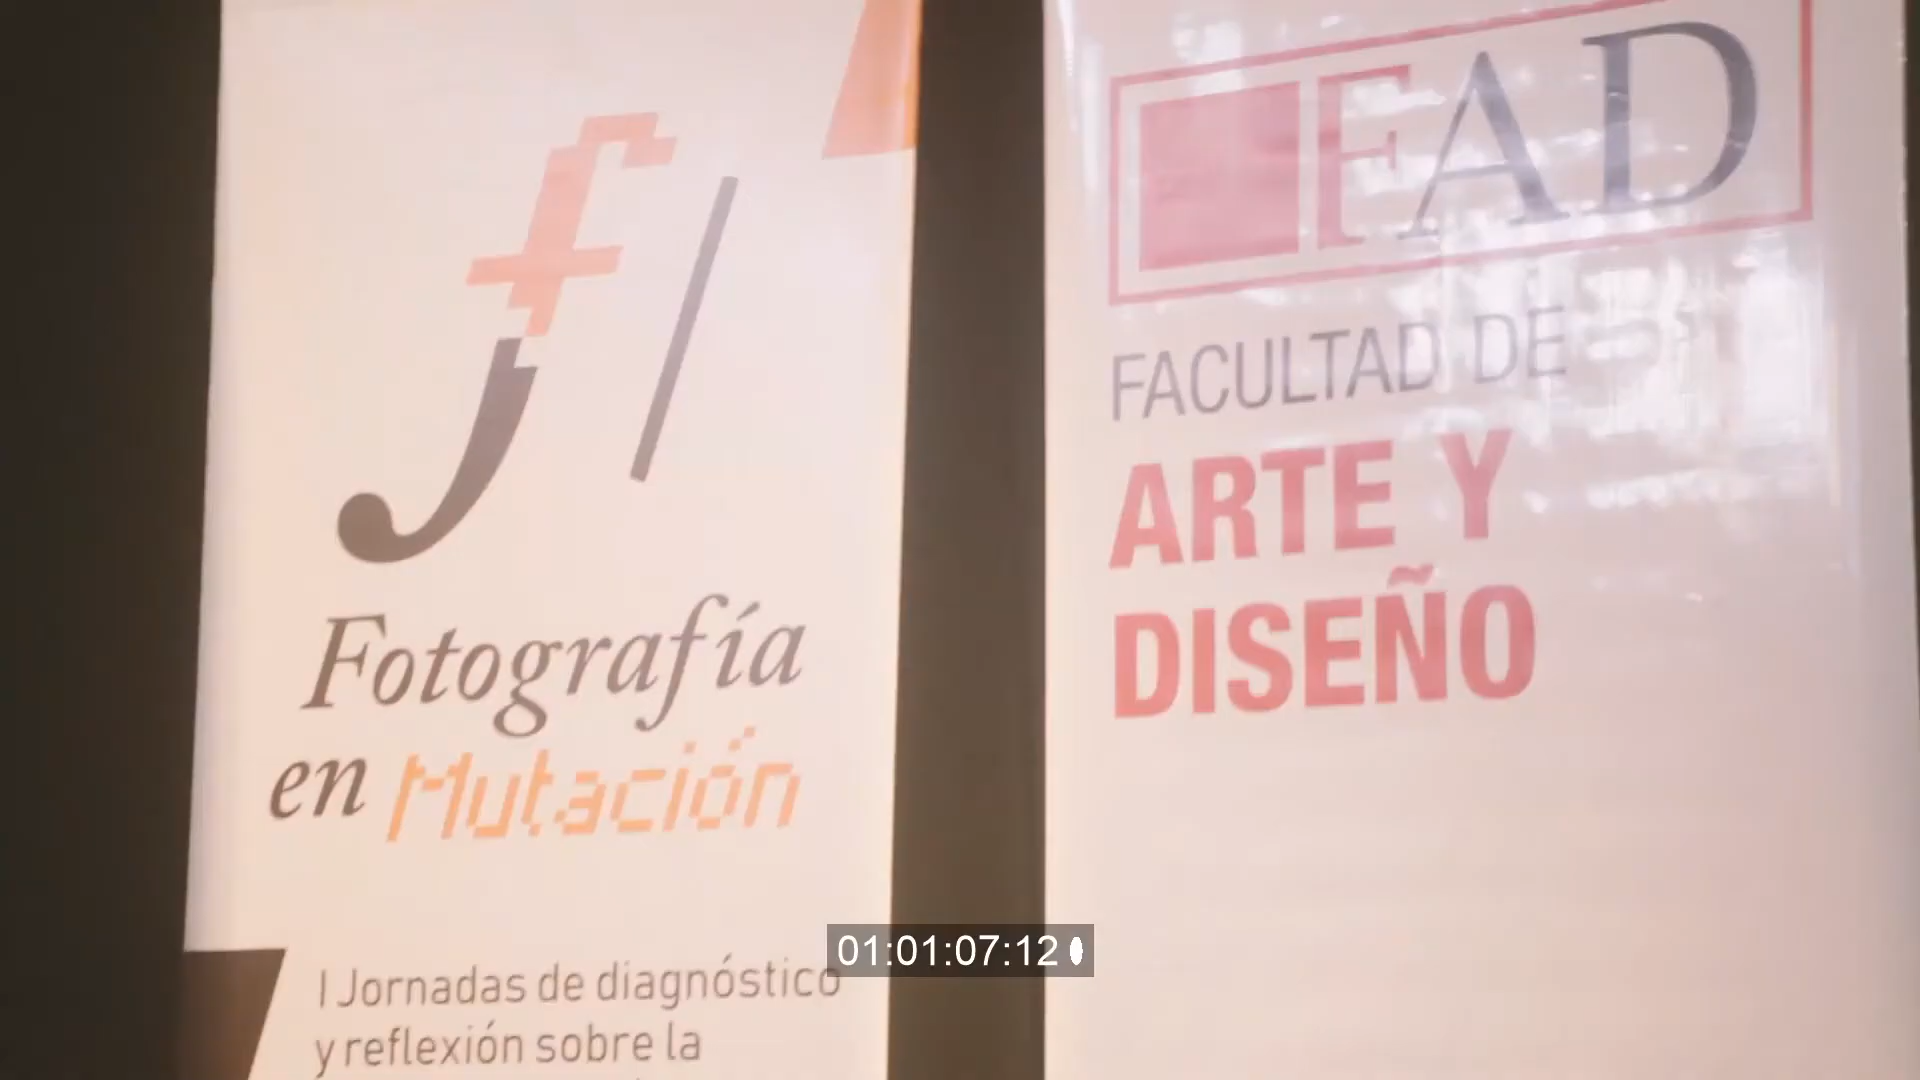 f/
Fotografía
en Mutación
I Jornadas de diagnóstico
y reflexión sobre la
FAD
FACULTAD DE
ARTE Y
DISEÑO
01:01:07:12